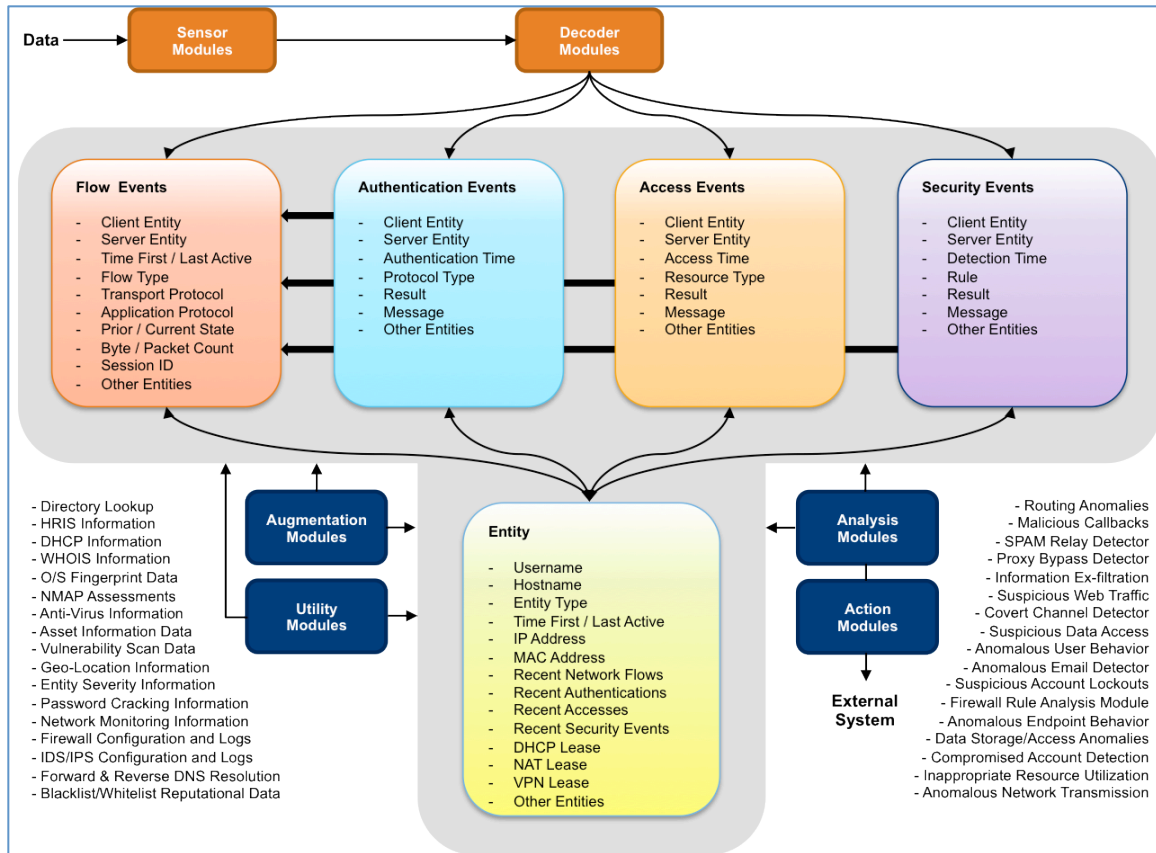 Data
Sensor
Modules
Decoder
Modules
Flow Events
- Client Entity
- Server Entity
- Time First / Last Active
- Flow Type
- Transport Protocol
- Application Protocol
- Prior / Current State
- Byte / Packet Count
- Session ID
- Other Entities
Authentication Events
- Client Entity
- Server Entity
- Authentication Time
- Protocol Type
- Result
- Message
- Other Entities
Access Events
- Client Entity
- Server Entity
- Access Time
- Resource Type
- Result
- Message
- Other Entities
Security Events
- Client Entity
- Server Entity
- Detection Time
- Rule
- Result
- Message
- Other Entities
- Directory Lookup
- HRIS Information
- DHCP Information
- WHOIS Information
- O/S Fingerprint Data
- NMAP Assessments
- Anti-Virus Information
- Asset Information Data
- Vulnerability Scan Data
- Geo-Location Information
- Entity Severity Information
- Password Cracking Information
- Network Monitoring Information
- Firewall Configuration and Logs
- IDS/IPS Configuration and Logs
- Forward & Reverse DNS Resolution
- Blacklist/Whitelist Reputational Data
Augmentation
Modules
Utility
Modules
Entity
- Username
- Hostname
- Entity Type
- Time First / Last Active
- IP Address
- MAC Address
- Recent Network Flows
- Recent Authentications
- Recent Accesses
- Recent Security Events
- DHCP Lease
- NAT Lease
- VPN Lease
- Other Entities
Analysis
Modules
Action
Modules
External
System
- Routing Anomalies
- Malicious Callbacks
- SPAM Relay Detector
- Proxy Bypass Detector
- Information Ex-filtration
- Suspicious Web Traffic
- Covert Channel Detector
- Suspicious Data Access
- Anomalous User Behavior
- Anomalous Email Detector
- Suspicious Account Lockouts
- Firewall Rule Analysis Module
- Anomalous Endpoint Behavior
- Data Storage/Access Anomalies
- Compromised Account Detection
- Inappropriate Resource Utilization
- Anomalous Network Transmission